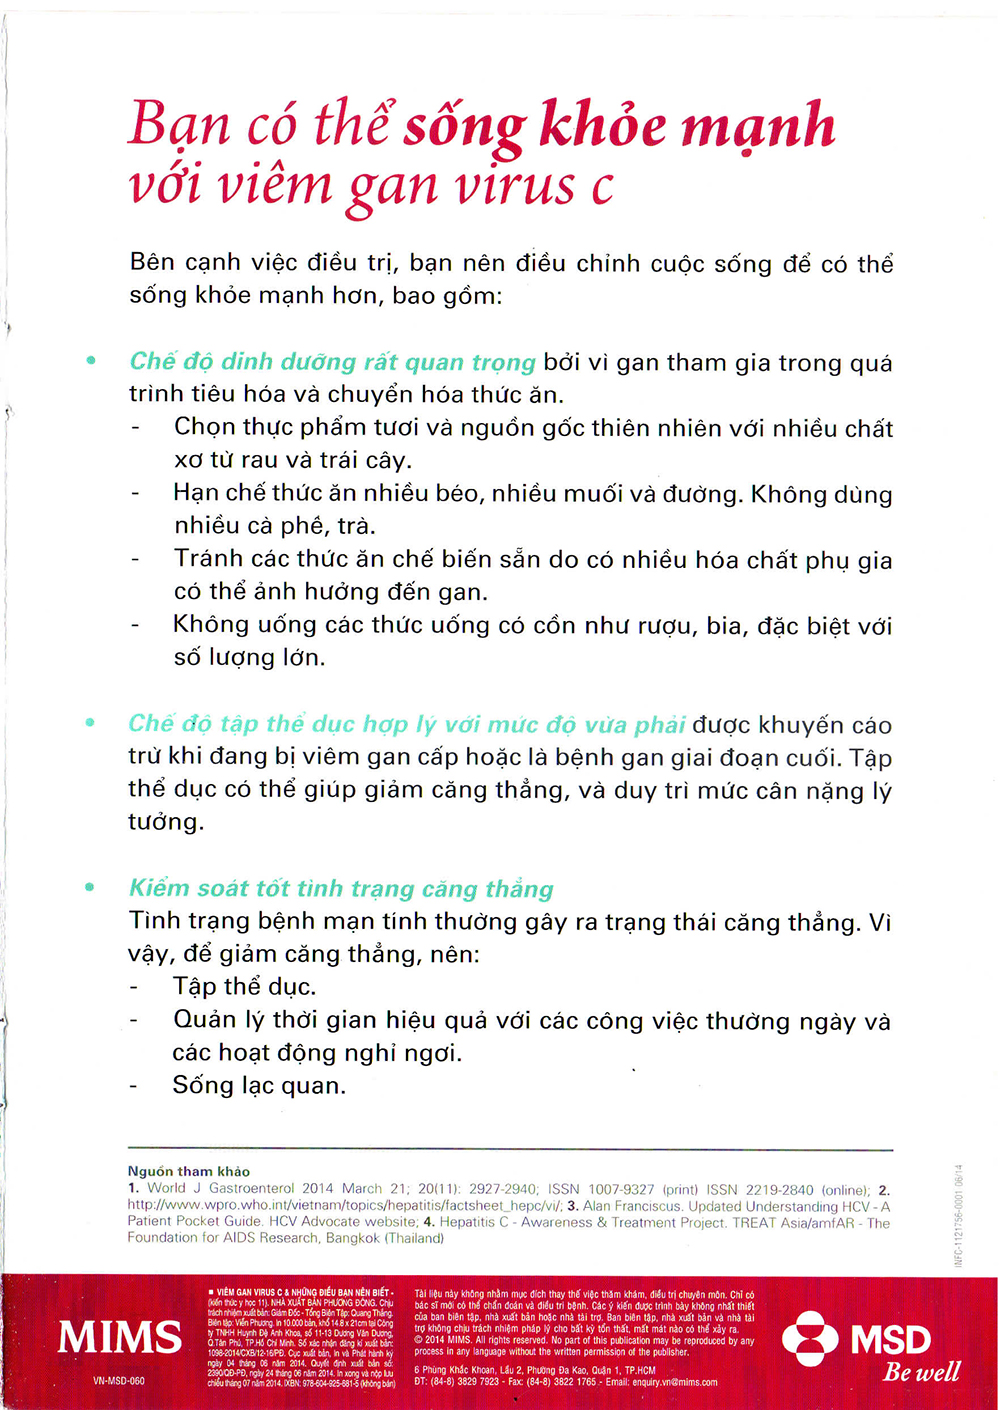 Bạn có thể sống khỏe mạnh
với viêm gan virus c
Bên cạnh việc điều trị, bạn nên điều chỉnh cuộc sống để có thể
sống khỏe mạnh hơn, bao gồm:
• Chế độ dinh dưỡng rất quan trọng bởi vì gan tham gia trong quá
trình tiêu hóa và chuyển hóa thức ăn.
- Chọn thực phẩm tươi và nguồn gốc thiên nhiên với nhiều chất
xơ từ rau và trái cây.
- Hạn chế thức ăn nhiều béo, nhiều muối và đường. Không dùng
nhiều cà phê, trà.
- Tránh các thức ăn chế biến sẵn do có nhiều hóa chất phụ gia
có thể ảnh hưởng đến gan.
- Không uống các thức uống có cồn như rượu, bia, đặc biệt với
số lượng lớn.
• Chế độ tập thể dục hợp lý với mức độ vừa phải được khuyến cáo
trừ khi đang bị viêm gan cấp hoặc là bệnh gan giai đoạn cuối. Tập
thể dục có thể giúp giảm căng thẳng, và duy trì mức cân nặng lý
tưởng.
• Kiểm soát tốt tình trạng căng thẳng
Tình trạng bệnh mạn tính thường gây ra trạng thái căng thẳng. Vì
vậy, để giảm căng thẳng, nên:
- Tập thể dục.
- Quản lý thời gian hiệu quả với các công việc thường ngày và
các hoạt động nghỉ ngơi.
- Sống lạc quan.
Nguồn tham khảo
1. World J Gastroenterol 2014 March 21; 20(11): 2927-2940; ISSN 1007-9327 (print) ISSN 2219-2840 (online); 2.
http://www.wpro.who.int/vietnam/topics/hepatitis/factsheet_hepc/vi/; 3. Alan Franciscus. Updated Understanding HCV - A
Patient Pocket Guide. HCV Advocate website; 4. Hepatitis C - Awareness & Treatment Project. TREAT Asia/amfAR - The
Foundation for AIDS Research, Bangkok (Thailand)
INFC-1121756-0001 06/14
MIMS
VN-MSD-060
▪ VIÊM GAN VIRUS C & NHỮNG ĐIỀU BẠN NÊN BIẾT -
(kiến thức y học 11). NHÀ XUẤT BẢN PHƯƠNG ĐÔNG. Chịu
trách nhiệm xuất bản: Giám Đốc - Tổng Biên Tập: Quang Thắng.
Biên tập: Viễn Phương. In 10.000 bản, khổ 14.8 x 21cm tại Công
ty TNHH Huynh Đệ Anh Khoa, số 11-13 Dương Văn Dương,
Q.Tân Phú, TP.Hồ Chí Minh. Số xác nhận đăng kí xuất bản:
1098-2014/CXB/12-16/PĐ. Cục xuất bản, In và Phát hành ký
ngày 04 tháng 06 năm 2014. Quyết định xuất bản số:
2390/QĐ-PĐ, ngày 24 tháng 06 năm 2014. In xong và nộp lưu
chiểu tháng 07 năm 2014. IXBN: 978-604-925-681-5 (không bán)
Tài liệu này không nhằm mục đích thay thế việc thăm khám, điều trị chuyên môn. Chỉ có
bác sĩ mới có thể chẩn đoán và điều trị bệnh. Các ý kiến được trình bày không nhất thiết
của ban biên tập, nhà xuất bản hoặc nhà tài trợ. Ban biên tập, nhà xuất bản và nhà tài
trợ không chịu trách nhiệm pháp lý cho bất kỳ tổn thất, mất mát nào có thể xảy ra.
© 2014 MIMS. All rights reserved. No part of this publication may be reproduced by any
process in any language without the written permission of the publisher.
6 Phùng Khắc Khoan, Lầu 2, Phường Đa Kao, Quận 1, TP.HCM
ĐT: (84-8) 3829 7923 - Fax: (84-8) 3822 1765 - Email: enquiry.vn@mims.com
MSD
Be well